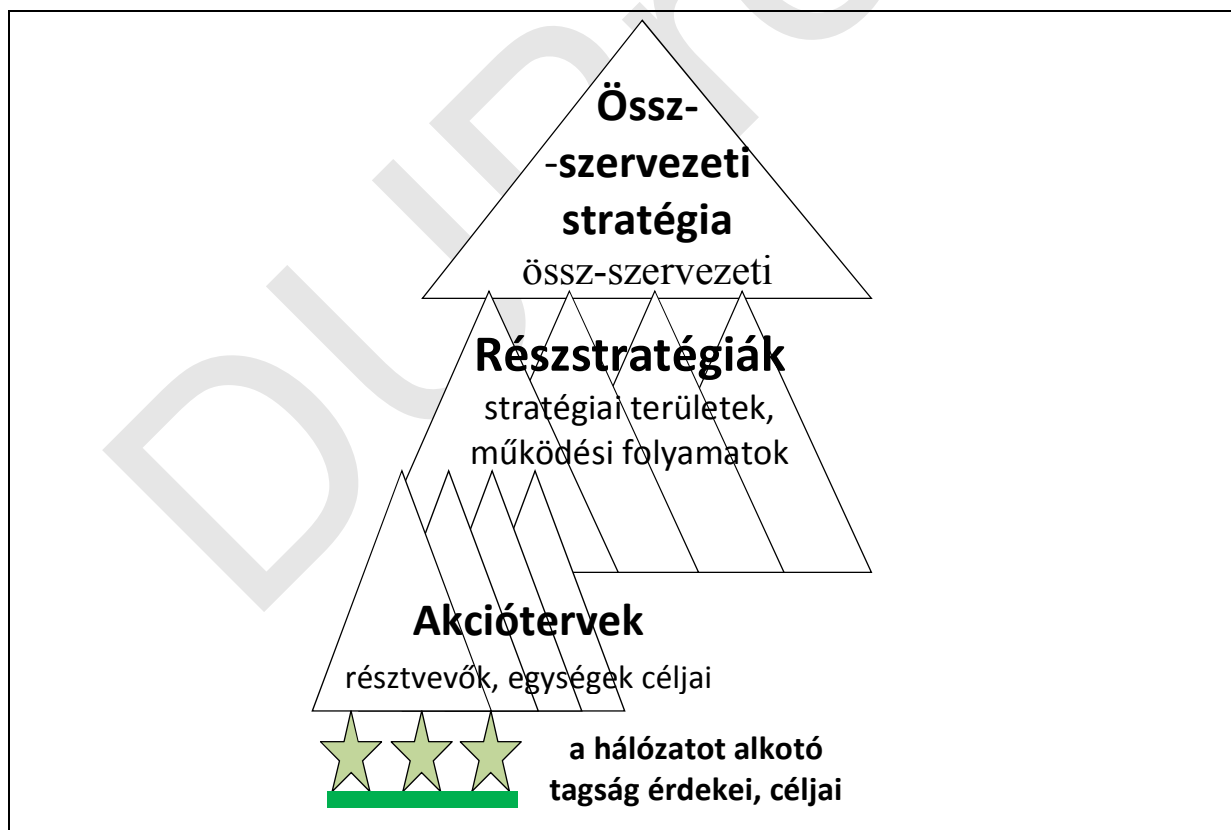 Össz-
-szervezeti
stratégia
össz-szervezeti
Részstratégiák
stratégiai területek,
működési folyamatok
Akciótervek
résztvevők, egységek céljai
a hálózatot alkotó
tagság érdekei, céljai